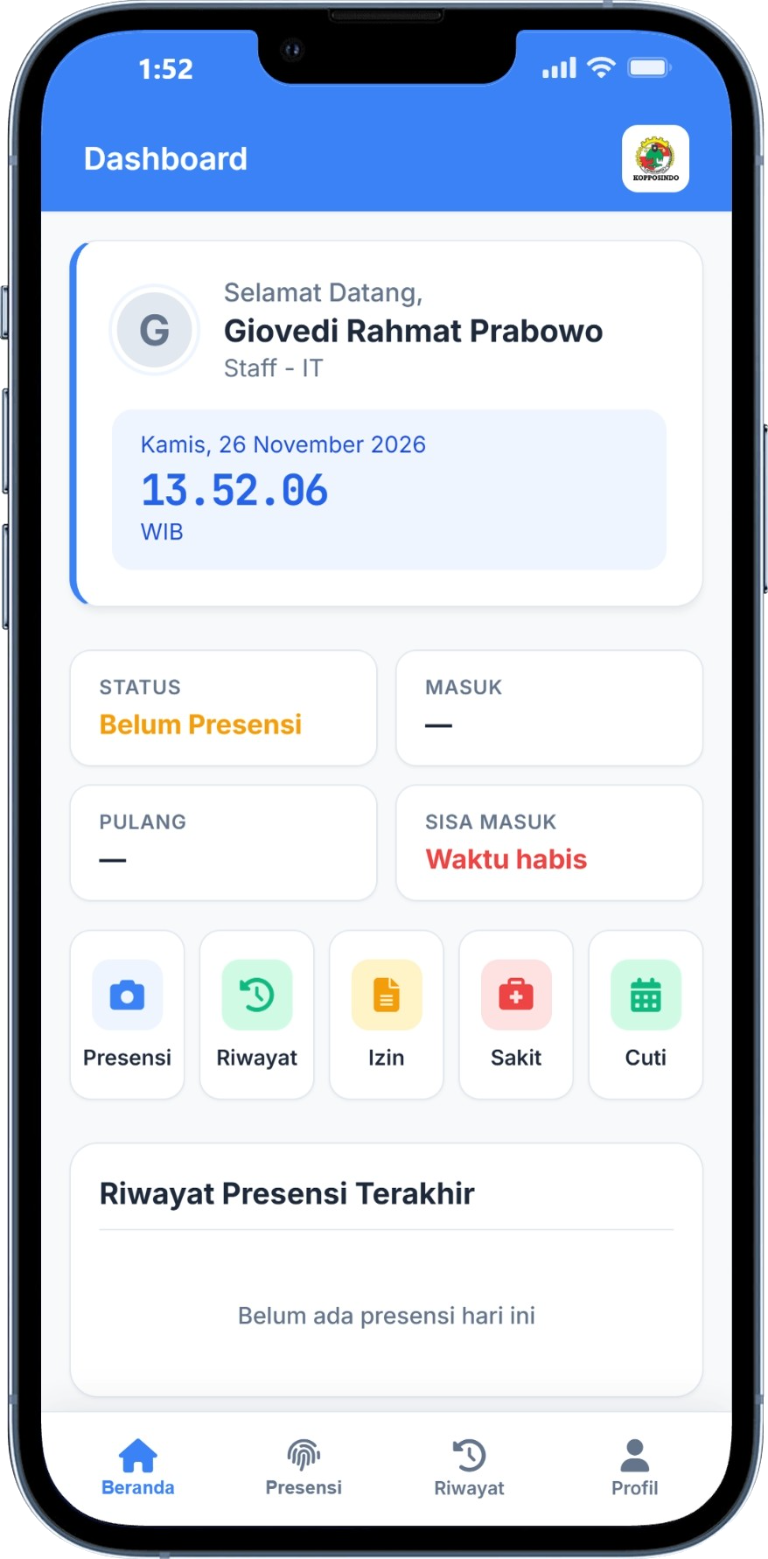 1:52
Dashboard
KOPPOSINDO
G
Selamat Datang,
Giovedi Rahmat Prabowo
Staff - IT
Kamis, 26 November 2026
13.52.06
WIB
STATUS
Belum Presensi
MASUK
—
PULANG
—
SISA MASUK
Waktu habis
Presensi
Riwayat
Izin
Sakit
Cuti
Riwayat Presensi Terakhir
Belum ada presensi hari ini
Beranda
Presensi
Riwayat
Profil